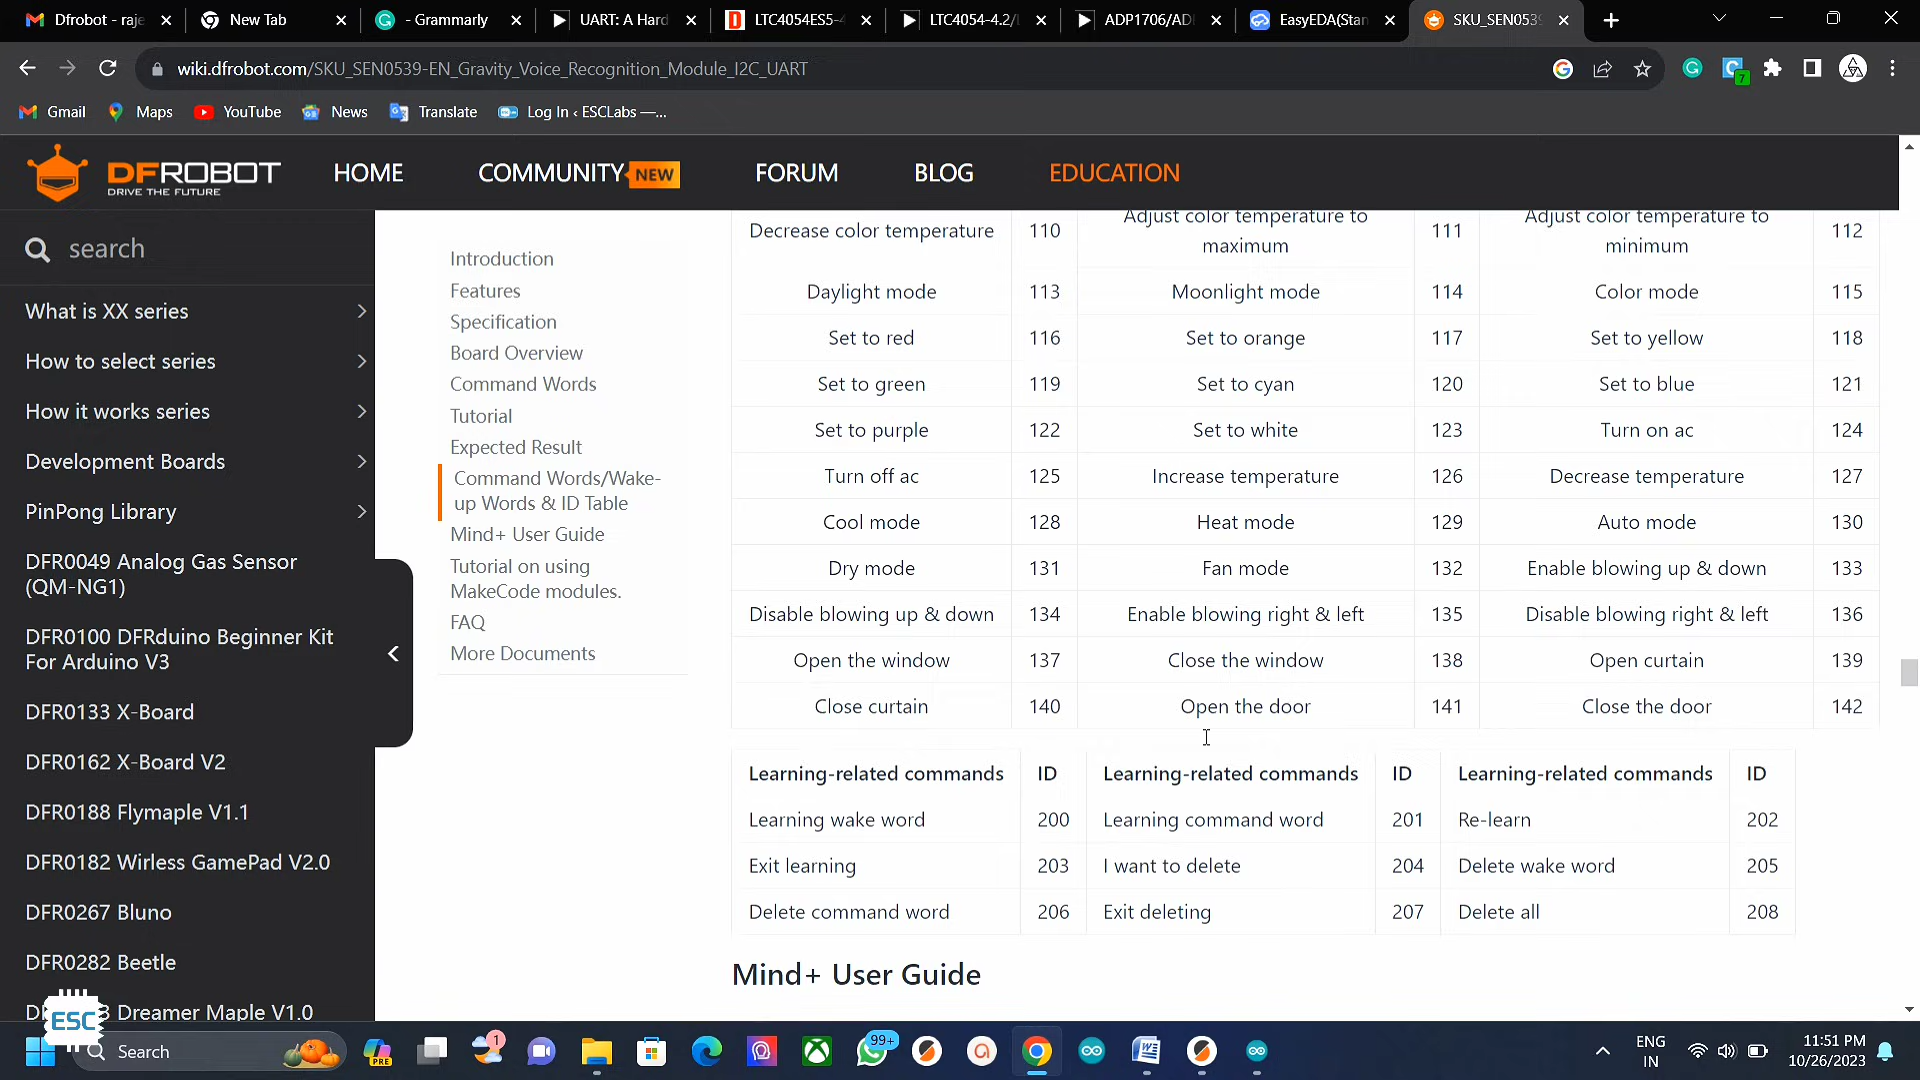 Dfrobot - raje
New Tab
- Grammarly
UART: A Hard
LTC4054ES5-4
LTC4054-4.2/L
ADP1706/AD
EasyEDA(Stan
SKU_SEN0539
wiki.dfrobot.com/SKU_SEN0539-EN_Gravity_Voice_Recognition_Module_I2C_UART
7
Gmail
Maps
YouTube
News
Translate
Log In ‹ ESCLabs —...
DFROBOT
DRIVE THE FUTURE
HOME
COMMUNITY NEW
FORUM
BLOG
EDUCATION
search
What is XX series
How to select series
How it works series
Development Boards
PinPong Library
DFR0049 Analog Gas Sensor
(QM-NG1)
DFR0100 DFRduino Beginner Kit
For Arduino V3
DFR0133 X-Board
DFR0162 X-Board V2
DFR0188 Flymaple V1.1
DFR0182 Wirless GamePad V2.0
DFR0267 Bluno
DFR0282 Beetle
Dreamer Maple V1.0
Introduction
Features
Specification
Board Overview
Command Words
Tutorial
Expected Result
Command Words/Wake-
up Words & ID Table
Mind+ User Guide
Tutorial on using
MakeCode modules.
FAQ
More Documents
Decrease color temperature 110 Adjust color temperature to maximum 111 Adjust color temperature to minimum 112
Daylight mode 113 Moonlight mode 114 Color mode 115
Set to red 116 Set to orange 117 Set to yellow 118
Set to green 119 Set to cyan 120 Set to blue 121
Set to purple 122 Set to white 123 Turn on ac 124
Turn off ac 125 Increase temperature 126 Decrease temperature 127
Cool mode 128 Heat mode 129 Auto mode 130
Dry mode 131 Fan mode 132 Enable blowing up & down 133
Disable blowing up & down 134 Enable blowing right & left 135 Disable blowing right & left 136
Open the window 137 Close the window 138 Open curtain 139
Close curtain 140 Open the door 141 Close the door 142
Learning-related commands ID Learning-related commands ID Learning-related commands ID
Learning wake word 200 Learning command word 201 Re-learn 202
Exit learning 203 I want to delete 204 Delete wake word 205
Delete command word 206 Exit deleting 207 Delete all 208
Mind+ User Guide
ESC
Search
PRE
1
99+
ENG
IN
11:51 PM
10/26/2023